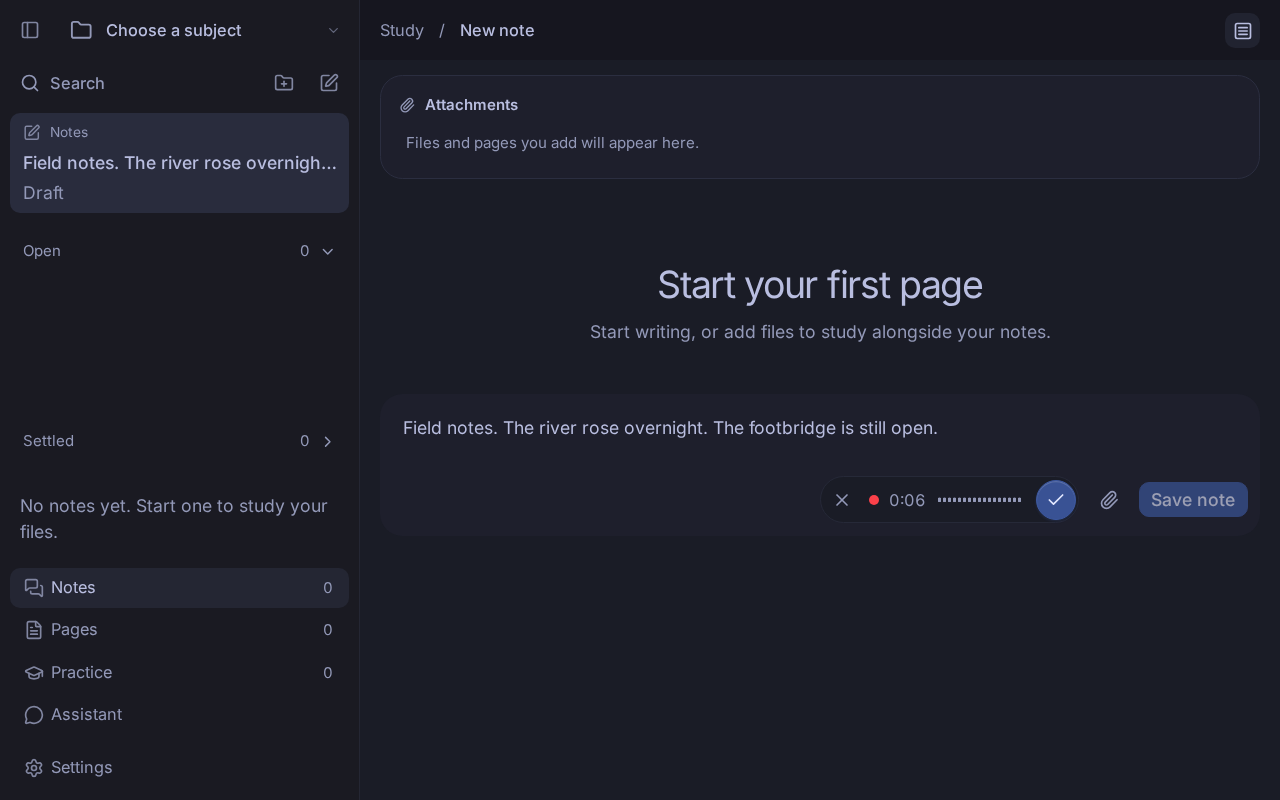 Choose a subject
Search
Notes
Field notes. The river rose overnigh...
Draft
Open 0
Settled 0
No notes yet. Start one to study your
files.
Notes 0
Pages 0
Practice 0
Assistant
Settings
Study / New note
Attachments
Files and pages you add will appear here.
Start your first page
Start writing, or add files to study alongside your notes.
Field notes. The river rose overnight. The footbridge is still open.
0:06
Save note